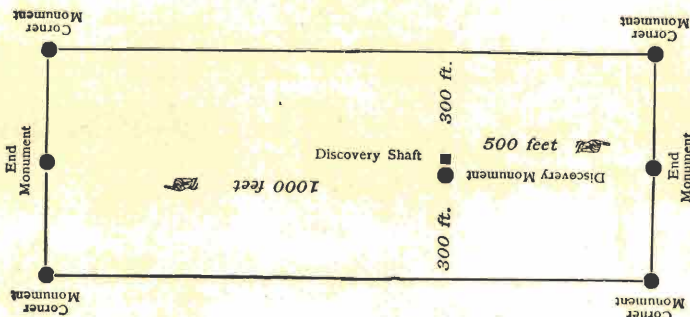 Corner
Monument
Corner
Monument
300 ft.
End
Monument
Discovery Shaft
500 feet
Discovery Monument
End
Monument
1000 feet
300 ft.
Corner
Monument
Corner
Monument